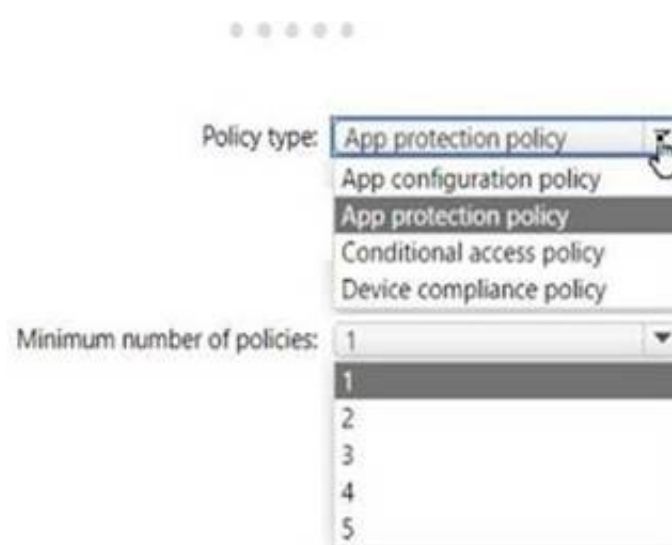 Policy type: App protection policy
App configuration policy
App protection policy
Conditional access policy
Device compliance policy
Minimum number of policies: 1
1
2
3
4
5